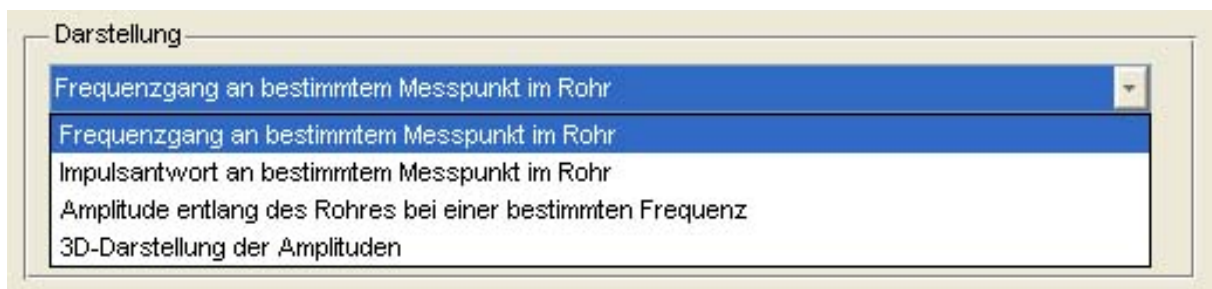 Darstellung
Frequenzgang an bestimmtem Messpunkt im Rohr
Frequenzgang an bestimmtem Messpunkt im Rohr
Impulsantwort an bestimmtem Messpunkt im Rohr
Amplitude entlang des Rohres bei einer bestimmten Frequenz
3D-Darstellung der Amplituden